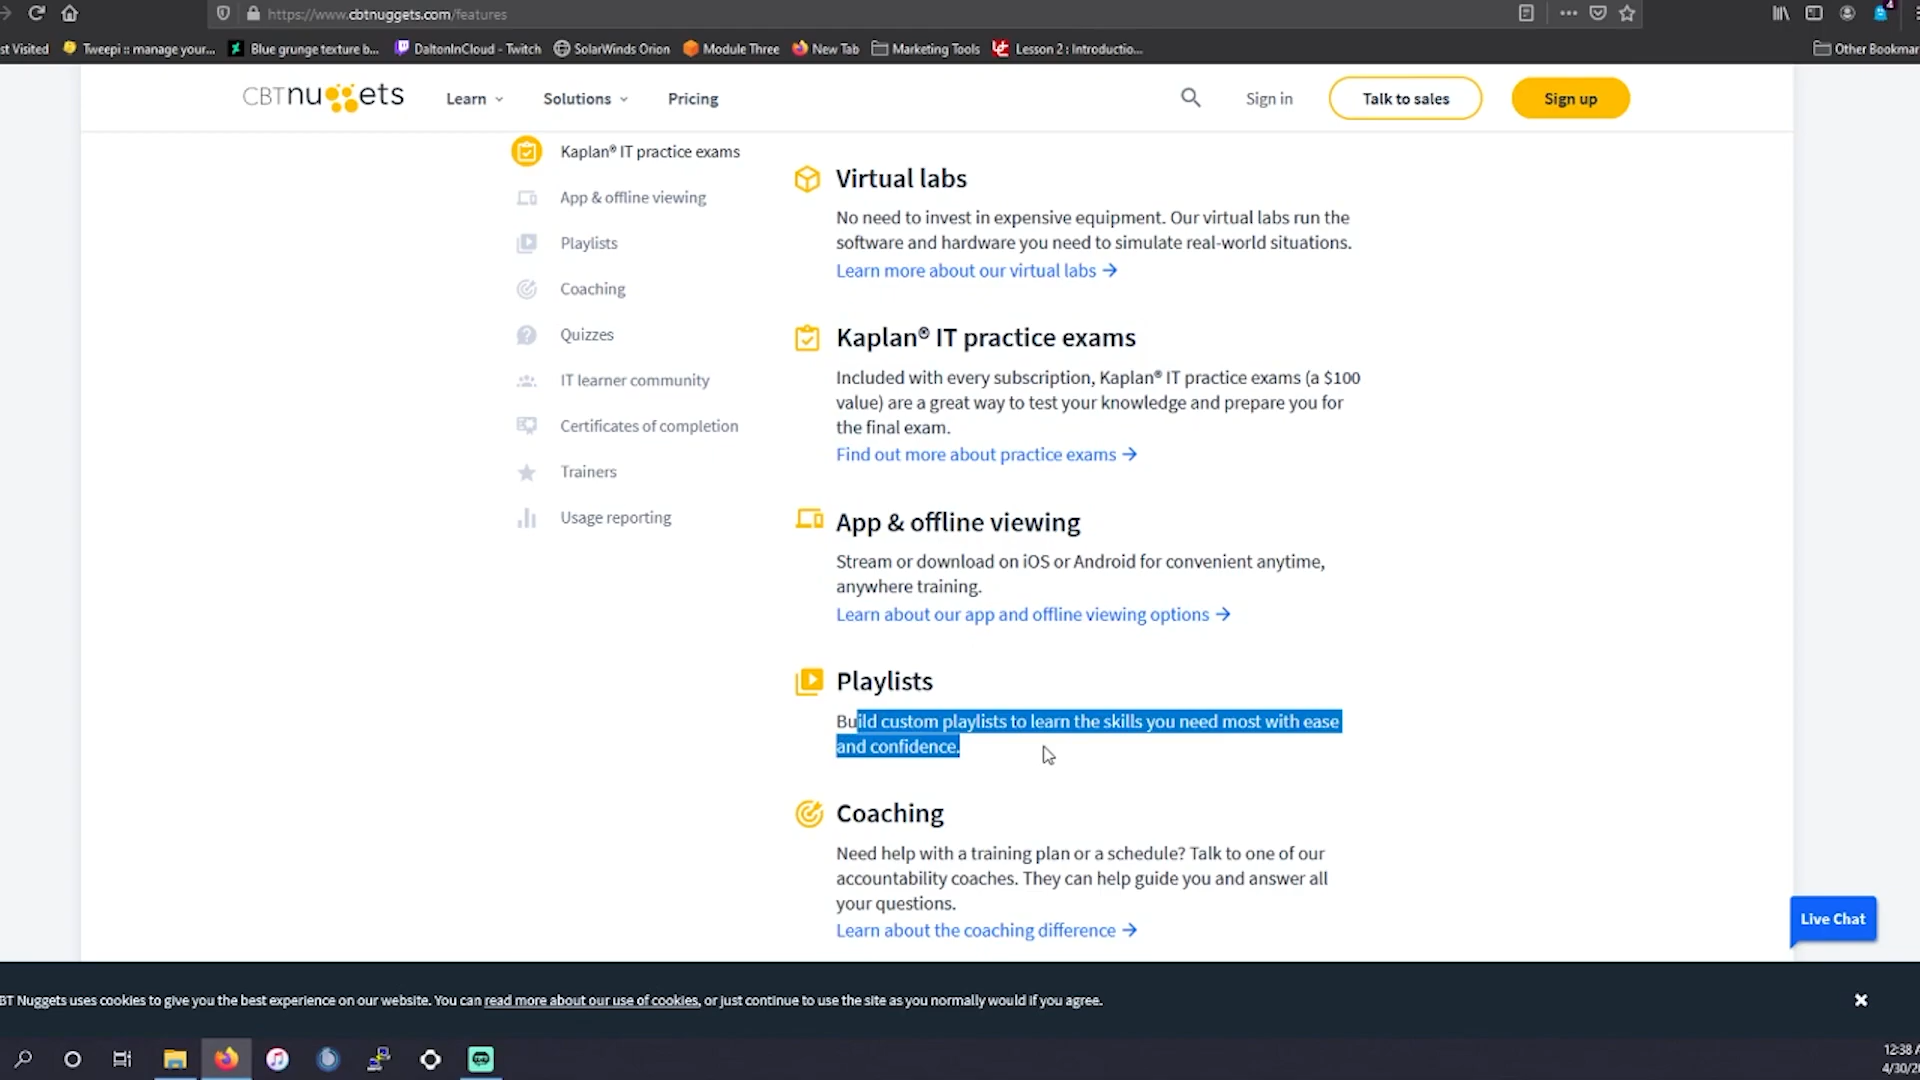 https://www.cbtnuggets.com/features
st Visited
Tweepi :: manage your...
Blue grunge texture b...
DaltonInCloud - Twitch
SolarWinds Orion
Module Three
New Tab
Marketing Tools
Lesson 2 : Introductio...
Other Bookmar
4
CBTnuggets
Learn
Solutions
Pricing
Sign in
Talk to sales
Sign up
Kaplan® IT practice exams
App & offline viewing
Playlists
Coaching
Quizzes
IT learner community
Certificates of completion
Trainers
Usage reporting
Virtual labs
No need to invest in expensive equipment. Our virtual labs run the
software and hardware you need to simulate real-world situations.
Learn more about our virtual labs →
Kaplan® IT practice exams
Included with every subscription, Kaplan® IT practice exams (a $100
value) are a great way to test your knowledge and prepare you for
the final exam.
Find out more about practice exams →
App & offline viewing
Stream or download on iOS or Android for convenient anytime,
anywhere training.
Learn about our app and offline viewing options →
Playlists
Build custom playlists to learn the skills you need most with ease
and confidence.
Coaching
Need help with a training plan or a schedule? Talk to one of our
accountability coaches. They can help guide you and answer all
your questions.
Learn about the coaching difference →
Live Chat
BT Nuggets uses cookies to give you the best experience on our website. You can read more about our use of cookies, or just continue to use the site as you normally would if you agree.
12:38 A
4/30/20